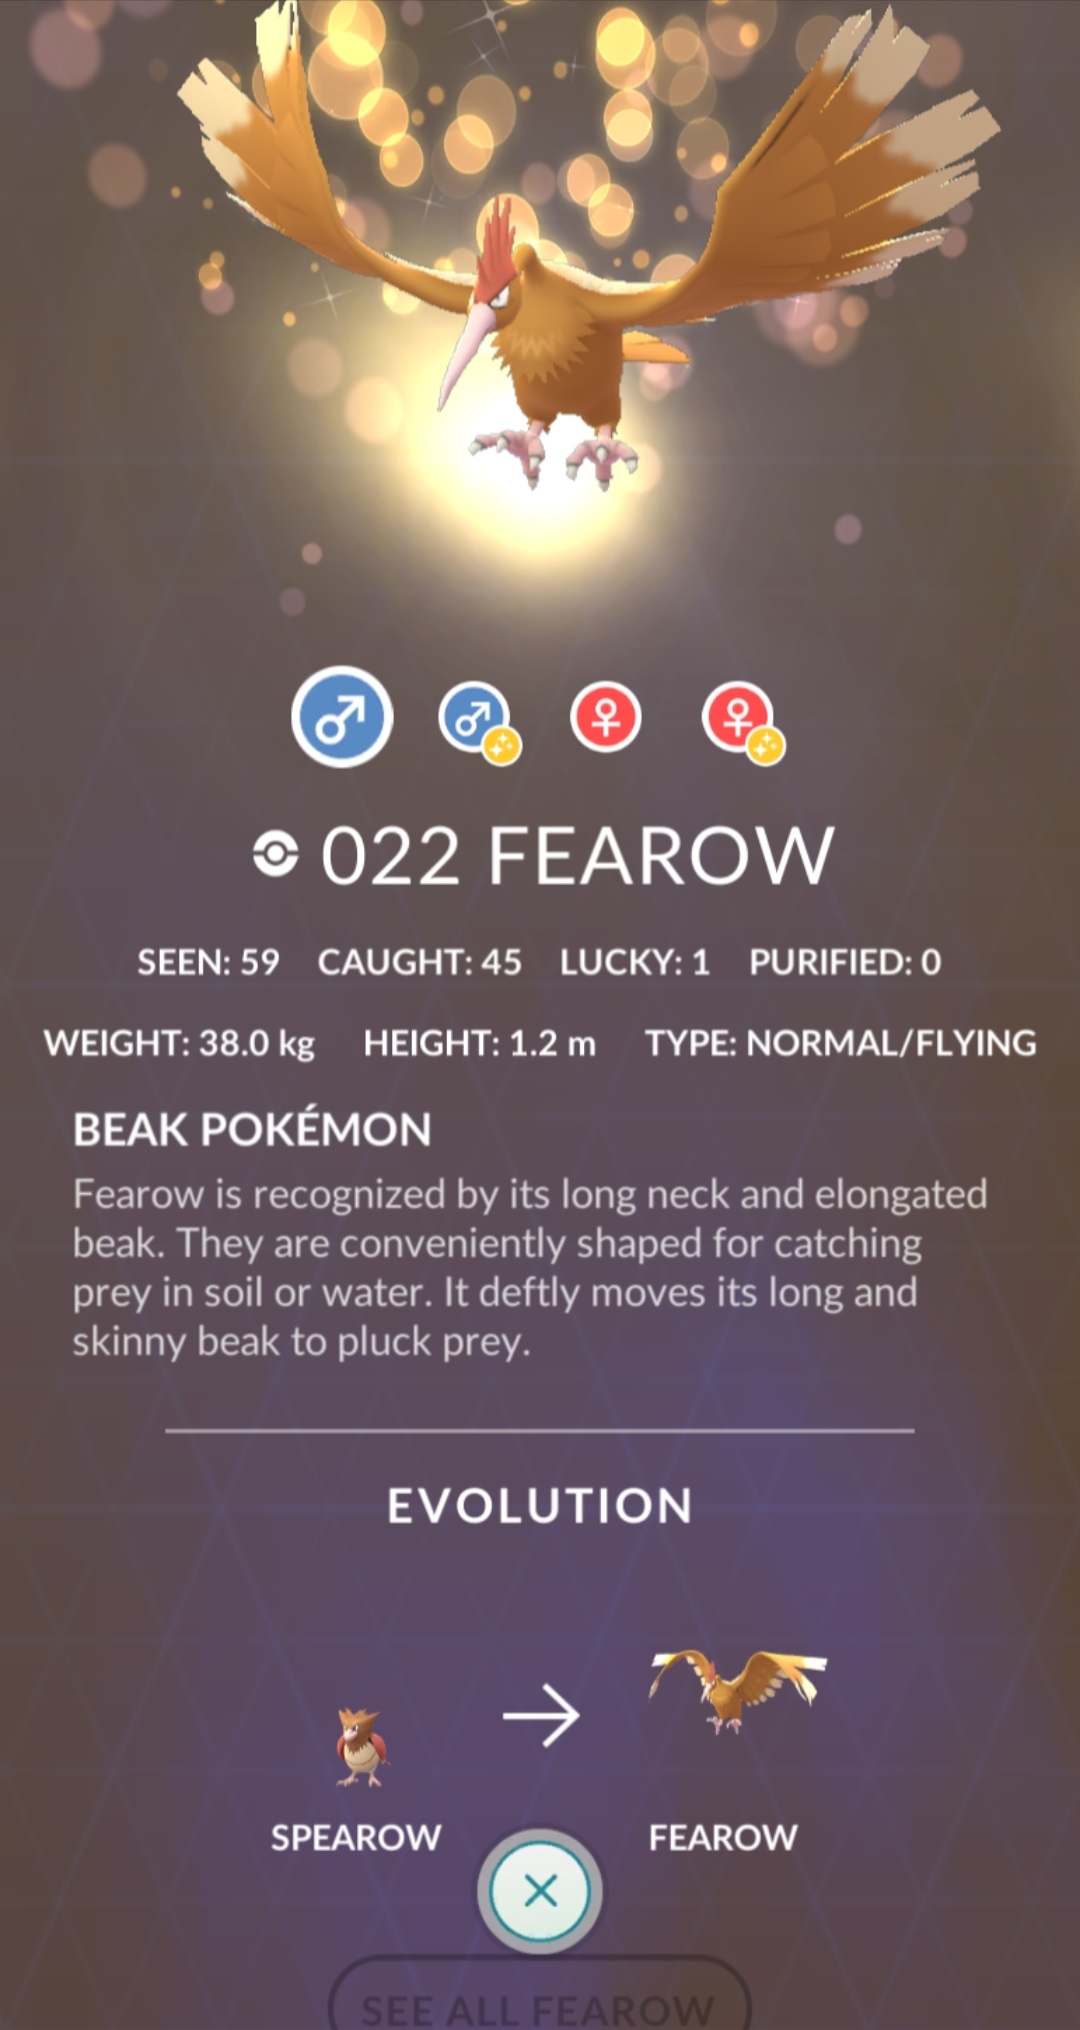 022 FEAROW
SEEN: 59 CAUGHT: 45 LUCKY: 1 PURIFIED: 0
WEIGHT: 38.0 kg HEIGHT: 1.2 m TYPE: NORMAL/FLYING
BEAK POKÉMON
Fearow is recognized by its long neck and elongated
beak. They are conveniently shaped for catching
prey in soil or water. It deftly moves its long and
skinny beak to pluck prey.
EVOLUTION
SPEAROW FEAROW
SEE ALL FEAROW